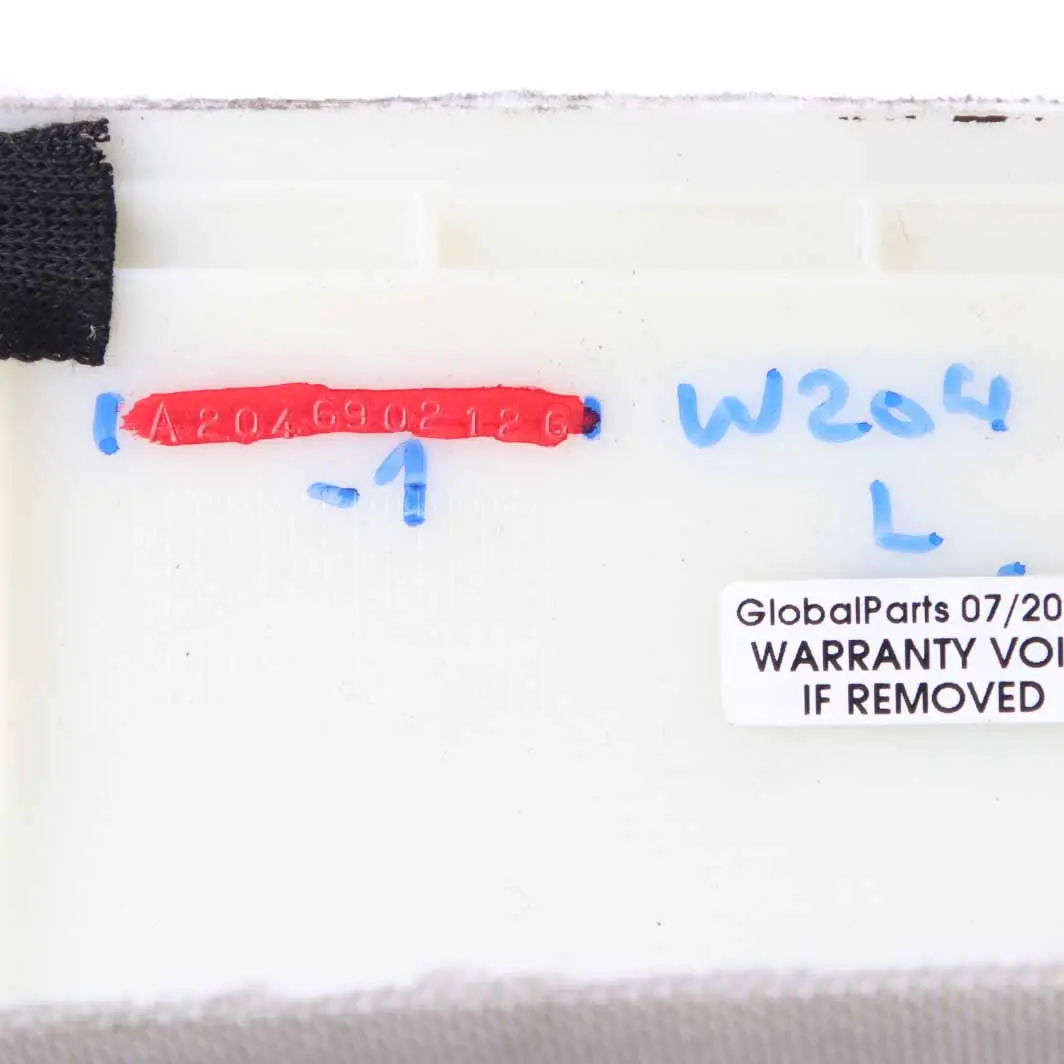 A 204 690 21 26
W204
-1
L
GlobalParts 07/20
WARRANTY VOI
IF REMOVED